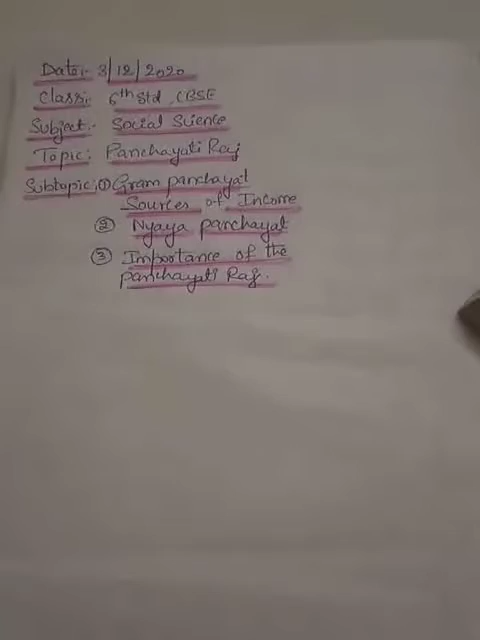 Date:- 3/12/2020
Class:- 6th Std, CBSE
Subject:- Social Science
Topic: Panchayati Raj
Subtopic: ① Gram panchayat
Sources of Income
② Nyaya panchayat
③ Importance of the
panchayati Raj.